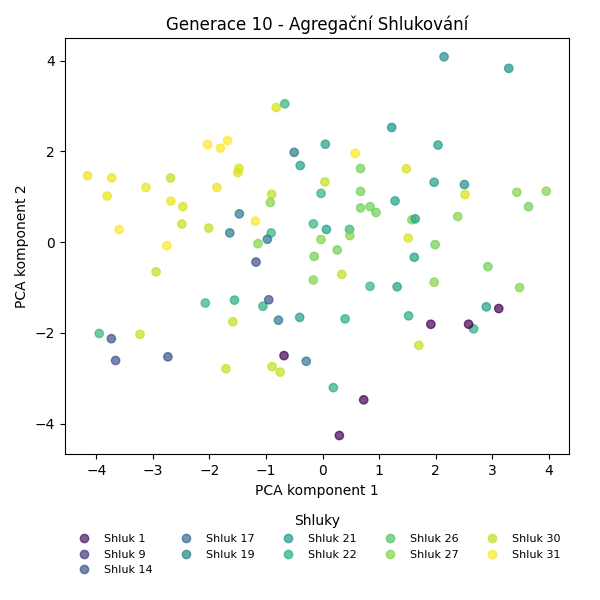 Generace 10 - Agregační Shlukování
4
2
0
−2
−4
PCA komponent 2
−4 −3 −2 −1 0 1 2 3 4
PCA komponent 1
Shluky
Shluk 1 Shluk 17 Shluk 21 Shluk 26 Shluk 30
Shluk 9 Shluk 19 Shluk 22 Shluk 27 Shluk 31
Shluk 14